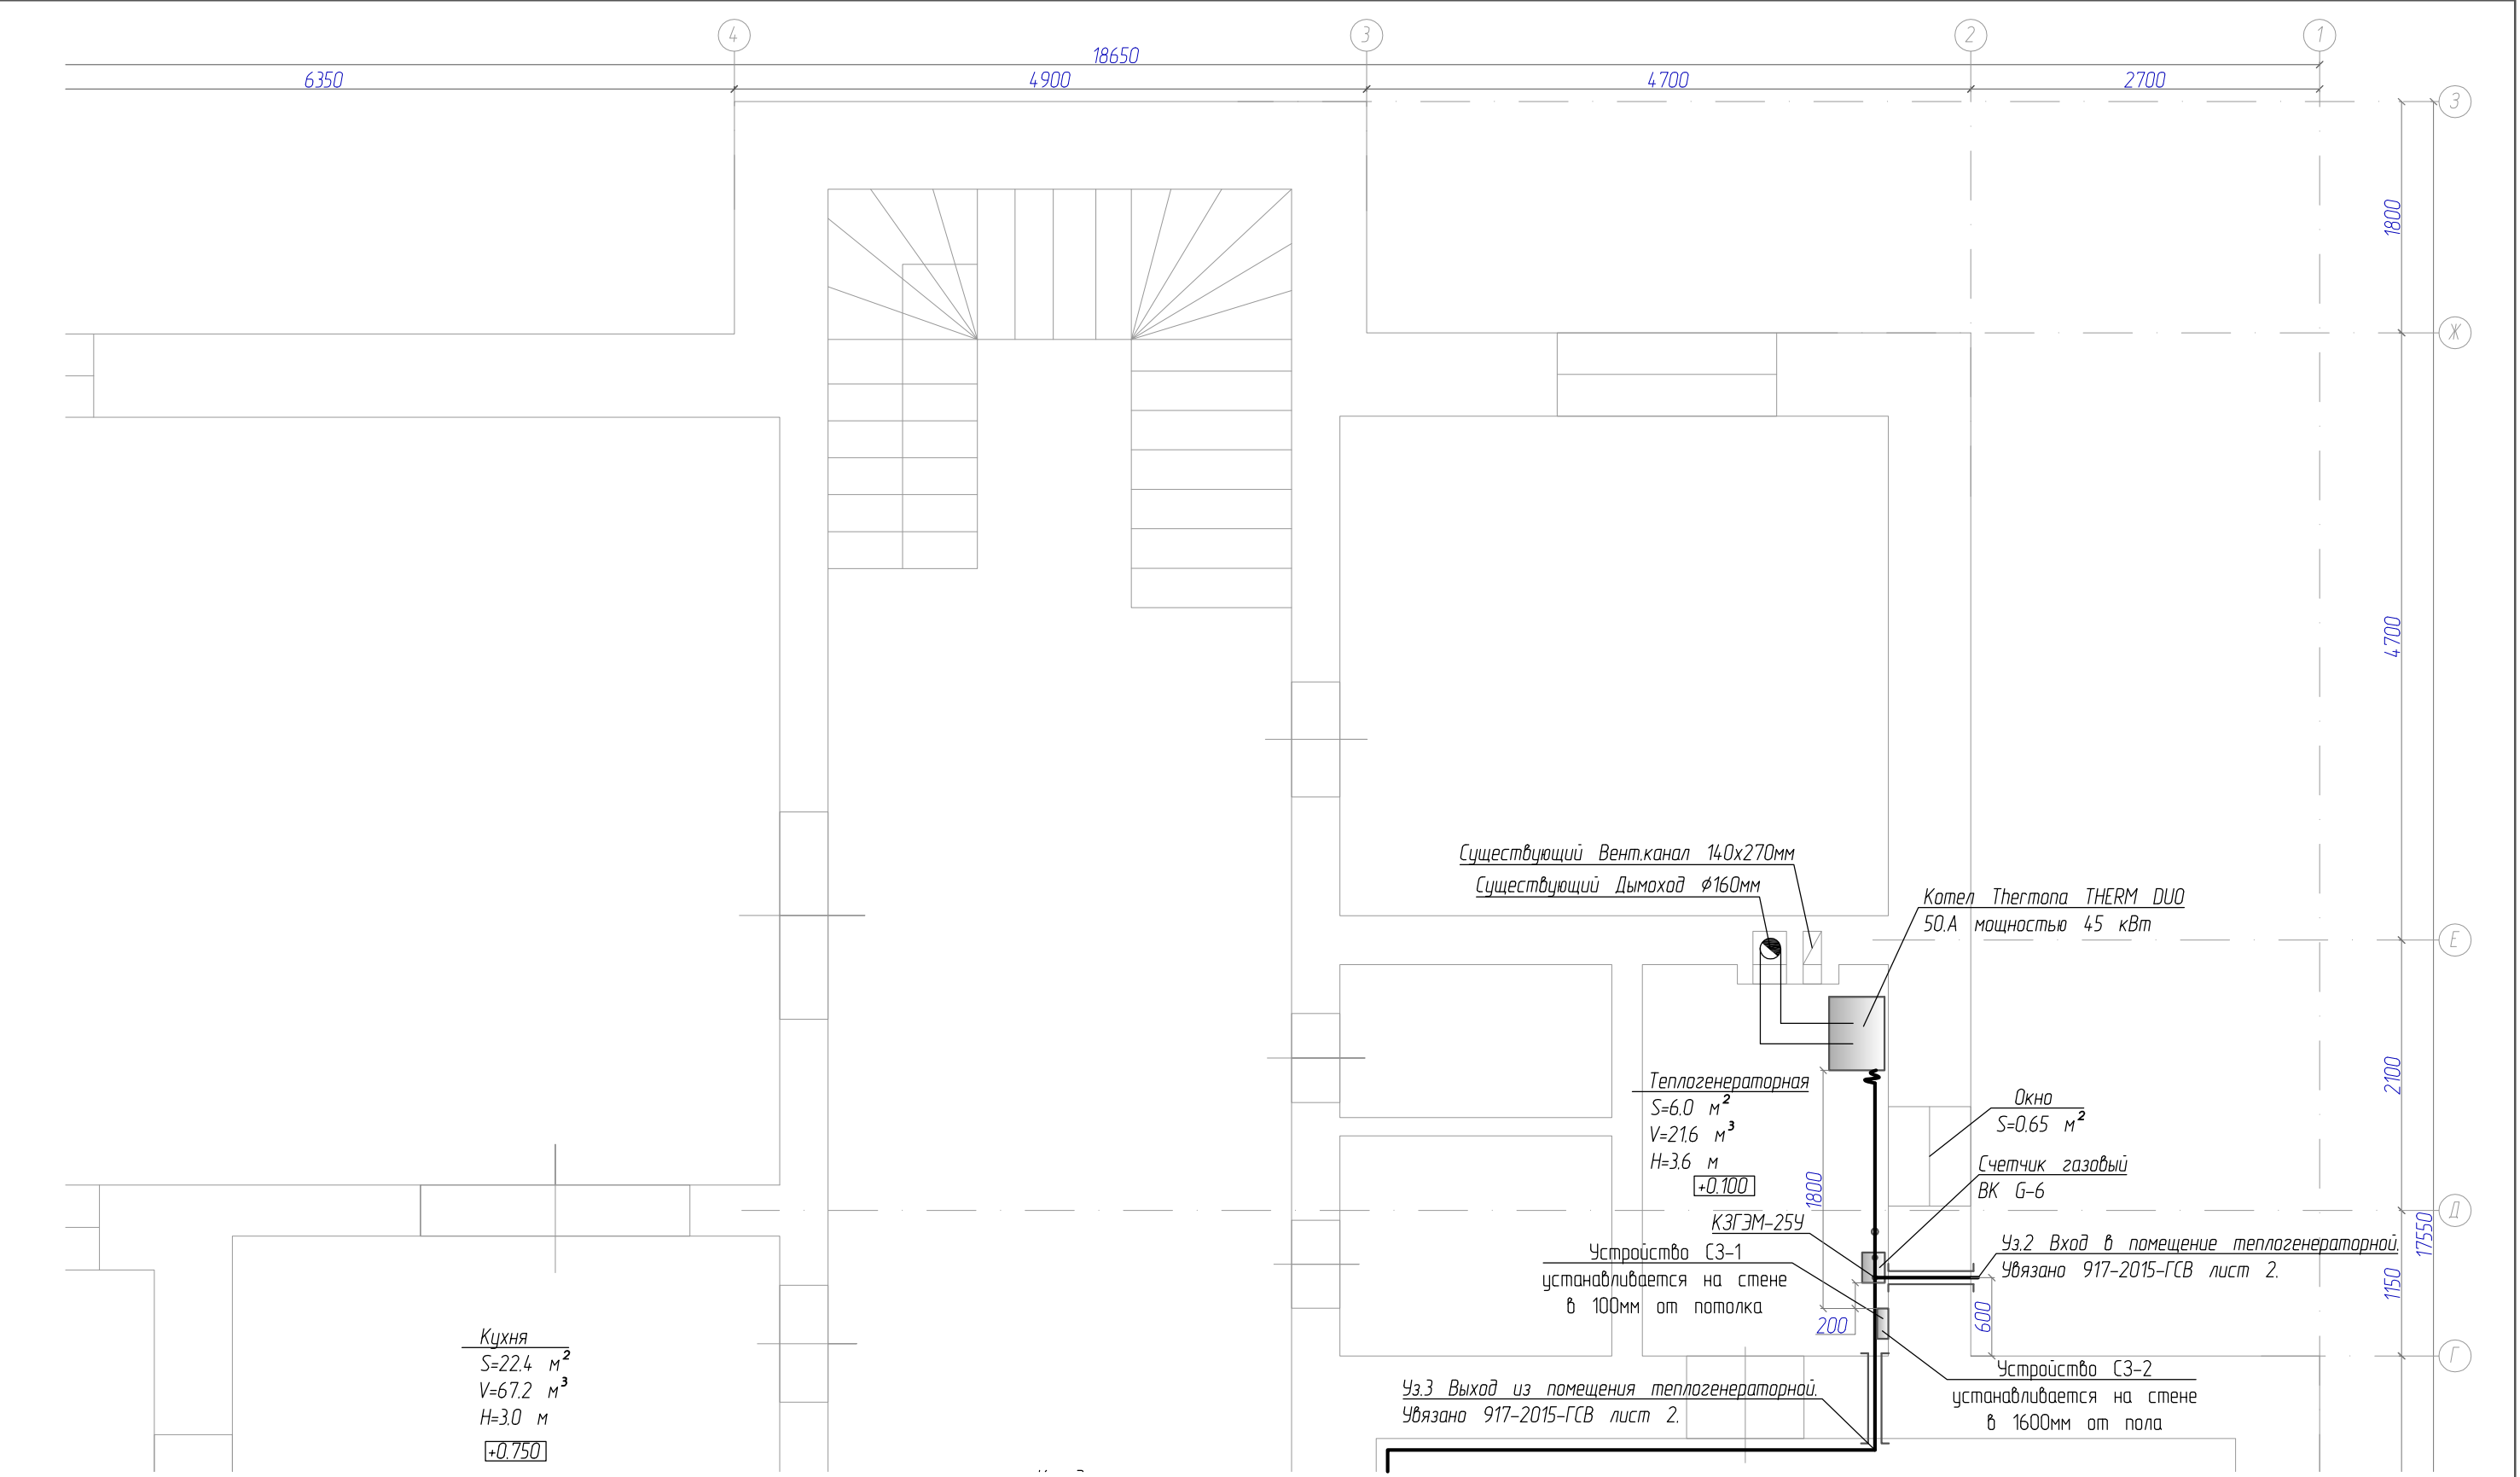 4
3
2
1
18650
6350
4900
4700
2700
З
1800
Ж
4700
Существующий Вент.канал 140х270мм
Существующий Дымоход ϕ160мм
Котел Thermona THERM DUO
50.А мощностью 45 кВт
Е
Теплогенераторная
S=6.0 м²
V=21.6 м³
H=3.6 м
+0.100
2100
Окно
S=0.65 м²
Счетчик газовый
ВК G-6
1800
Д
КЗГЭМ-25У
Устройство СЗ-1
устанавливается на стене
в 100мм от потолка
Уз.2 Вход в помещение теплогенераторной.
Увязано 917-2015-ГСВ лист 2.
17550
1150
200
600
Г
Кухня
S=22.4 м²
V=67.2 м³
H=3.0 м
+0.750
Уз.3 Выход из помещения теплогенераторной.
Увязано 917-2015-ГСВ лист 2.
Устройство СЗ-2
устанавливается на стене
в 1600мм от пола